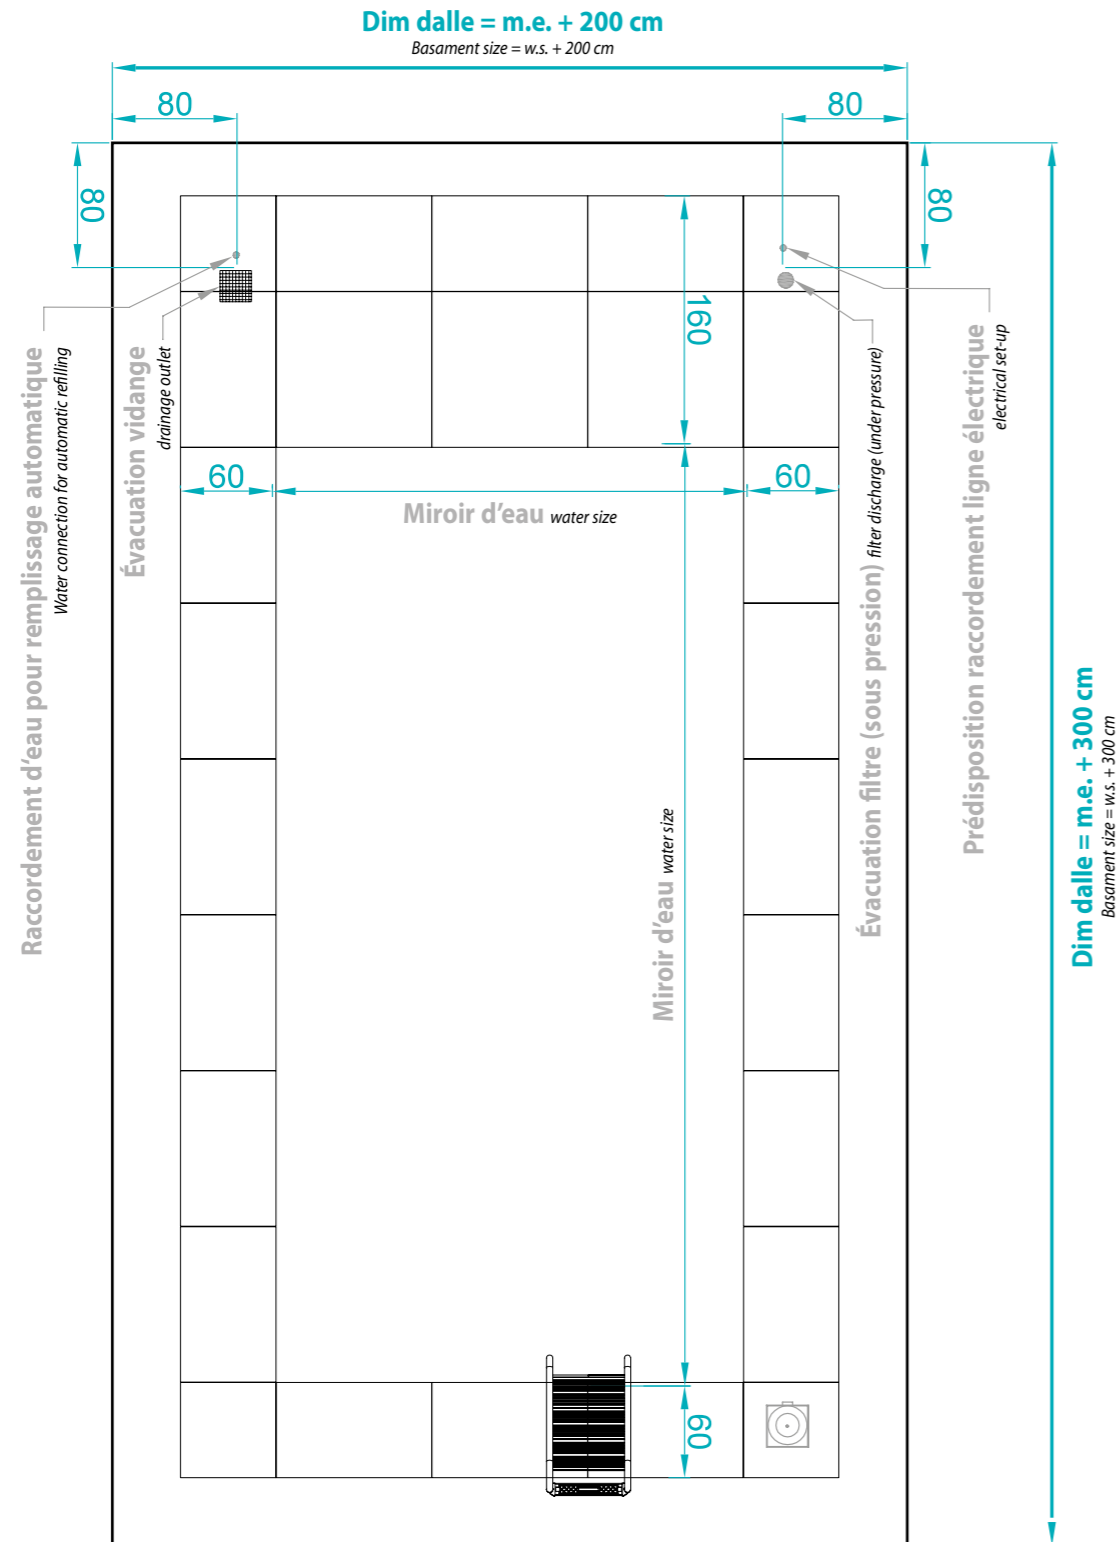 Dim dalle = m.e. + 200 cm
Basament size = w.s. + 200 cm
80
80
80
80
160
Raccordement d'eau pour remplissage automatique
Water connection for automatic refilling
Évacuation vidange
drainage outlet
Évacuation filtre (sous pression) filter discharge (under pressure)
Prédisposition raccordement ligne électrique
electrical set-up
60
60
Miroir d'eau water size
Miroir d'eau water size
Dim dalle = m.e. + 300 cm
Basament size = w.s. + 300 cm
60